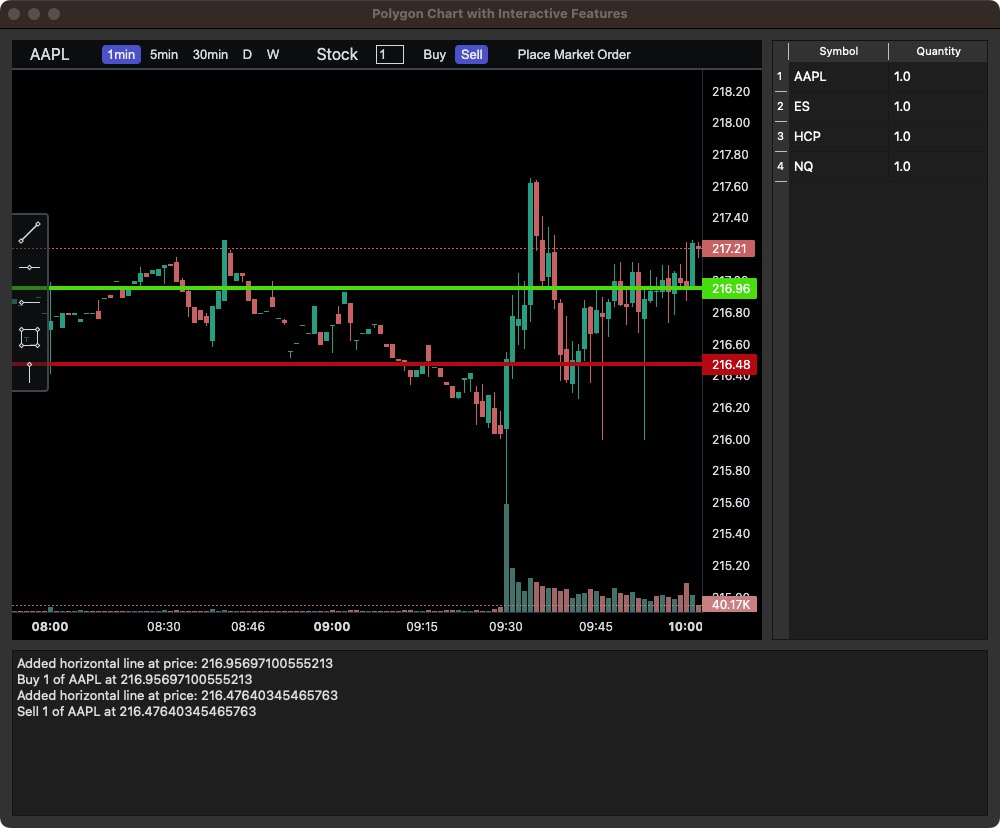 Polygon Chart with Interactive Features
AAPL 1min 5min 30min D W Stock 1 Buy Sell Place Market Order
218.20
218.00
217.80
217.60
217.40
217.21
216.96
216.80
216.60
216.48
216.40
216.20
216.00
215.80
215.60
215.40
215.20
40.17K
08:00 08:30 08:46 09:00 09:15 09:30 09:45 10:00
Symbol Quantity
1 AAPL 1.0
2 ES 1.0
3 HCP 1.0
4 NQ 1.0
Added horizontal line at price: 216.95697100555213
Buy 1 of AAPL at 216.95697100555213
Added horizontal line at price: 216.47640345465763
Sell 1 of AAPL at 216.47640345465763